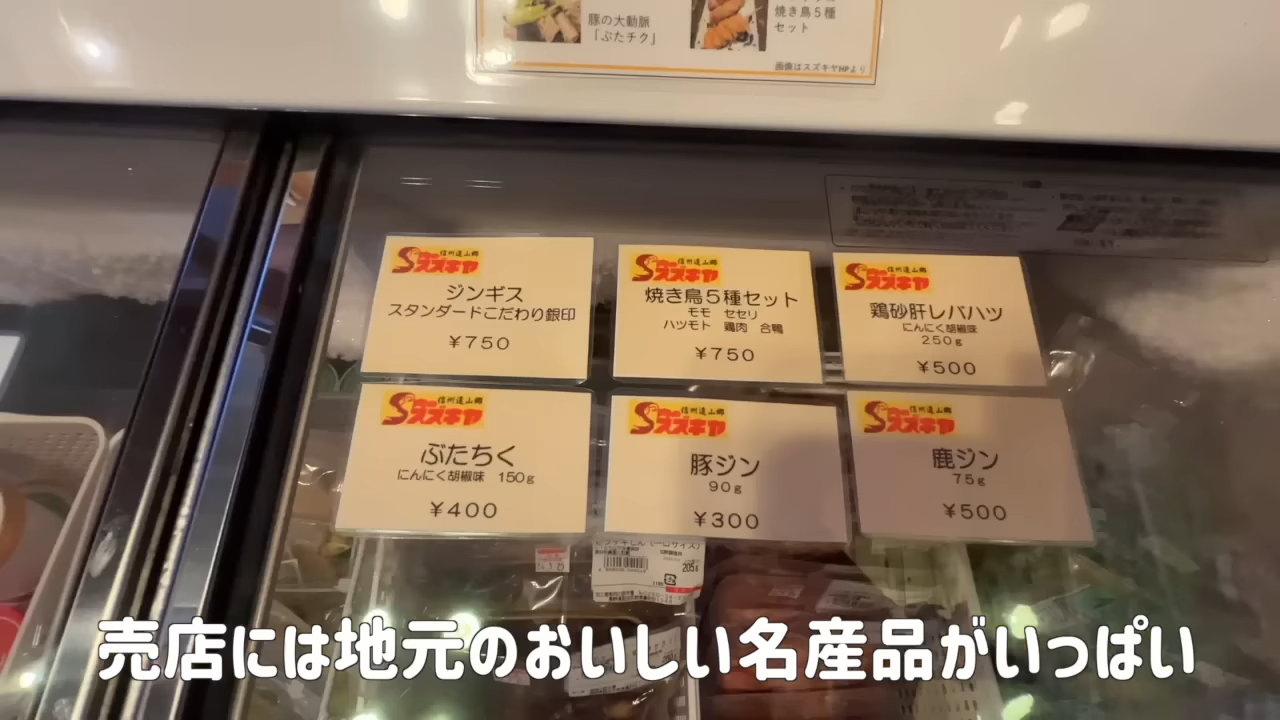 豚の大動脈
「ぶたチク」
焼き鳥5種
セット
画像はスズキヤHPより
信州遠山郷
スズキヤ
ジンギス
スタンダードこだわり銀印
¥750
信州遠山郷
スズキヤ
焼き鳥5種セット
モモ セセリ
ハツモト 鶏肉 合鴨
¥750
信州遠山郷
スズキヤ
鶏砂肝レバハツ
にんにく胡椒味
250g
¥500
信州遠山郷
スズキヤ
ぶたちく
にんにく胡椒味 150g
¥400
信州遠山郷
スズキヤ
豚ジン
90g
¥300
信州遠山郷
スズキヤ
鹿ジン
75g
¥500
205g
売店には地元のおいしい名産品がいっぱい